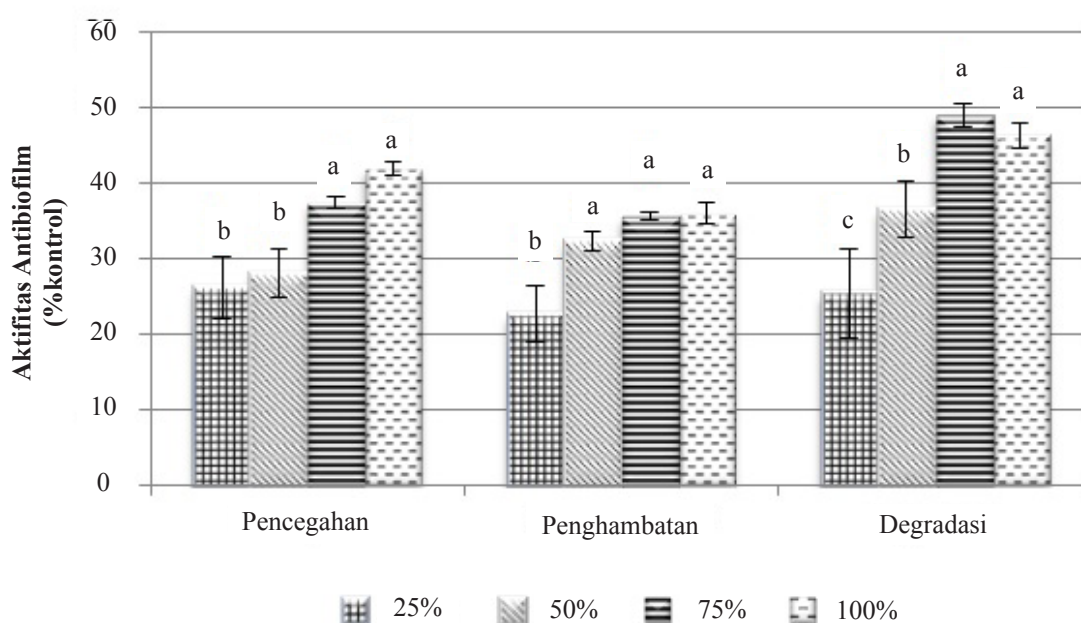 60
50
40
30
20
10
0
Aktifitas Antibiofilm
(%kontrol)
b b a a
b a a a
c b a a
Pencegahan Penghambatan Degradasi
25% 50% 75% 100%